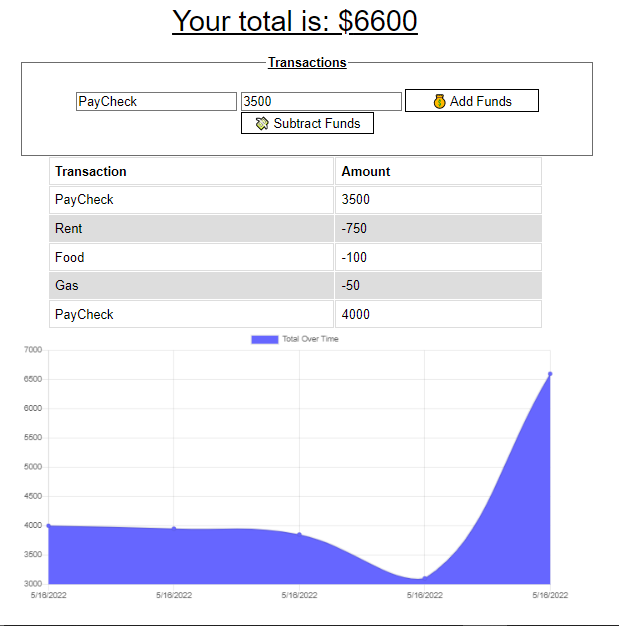 Your total is: $6600
Transactions
PayCheck 3500 Add Funds
Subtract Funds
Transaction Amount
PayCheck 3500
Rent -750
Food -100
Gas -50
PayCheck 4000
Total Over Time
7000
6500
6000
5500
5000
4500
4000
3500
3000
5/16/2022 5/16/2022 5/16/2022 5/16/2022 5/16/2022